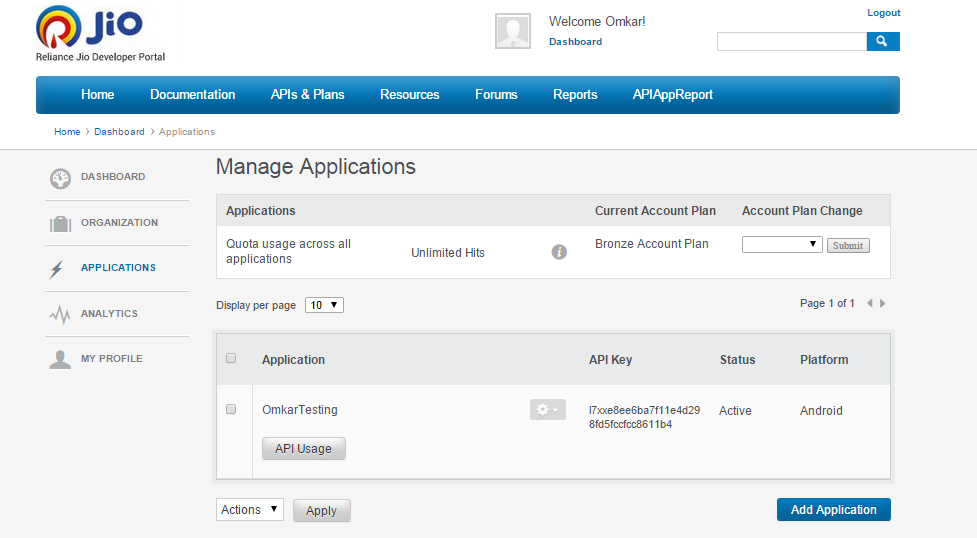 Jio
Reliance Jio Developer Portal
Welcome Omkar!
Dashboard
Logout
Home Documentation APIs & Plans Resources Forums Reports APIAppReport
Home > Dashboard > Applications
DASHBOARD
ORGANIZATION
APPLICATIONS
ANALYTICS
MY PROFILE
Manage Applications
Applications Current Account Plan Account Plan Change
Quota usage across all
applications
Unlimited Hits
Bronze Account Plan
Submit
Display per page 10
Page 1 of 1
Application API Key Status Platform
OmkarTesting
l7xxe8ee6ba7f11e4d29
8fd5fccfcc8611b4
Active
Android
API Usage
Actions Apply Add Application